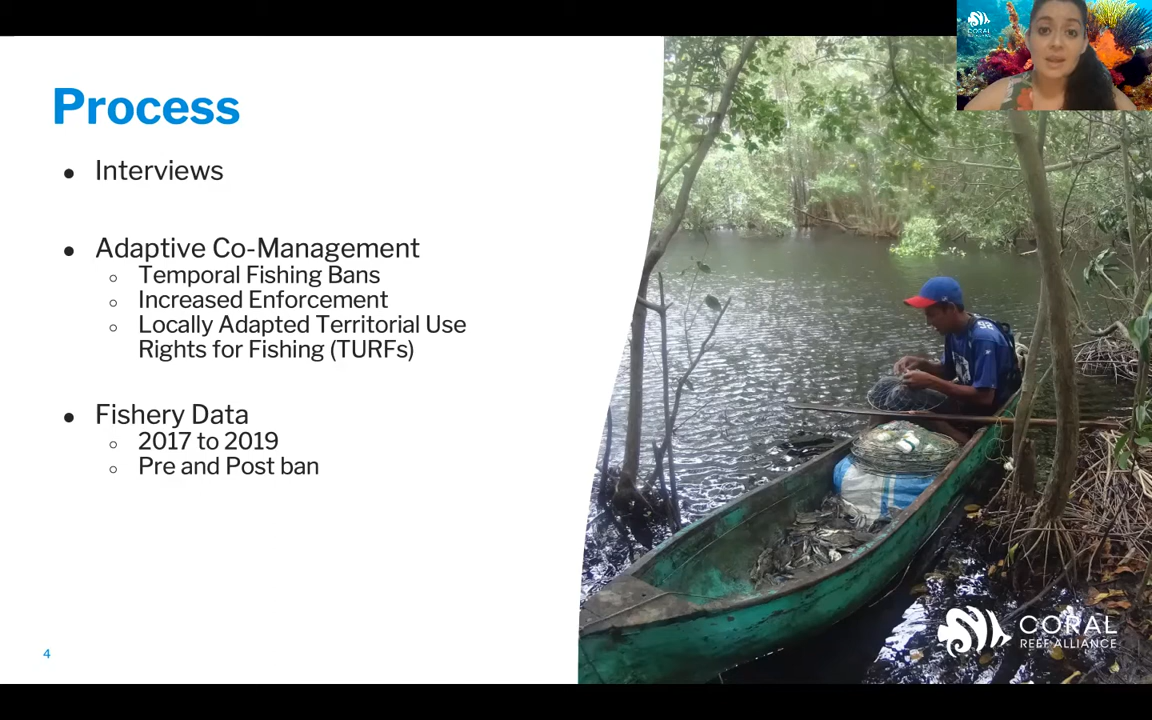 Process
Interviews
Adaptive Co-Management
Temporal Fishing Bans
Increased Enforcement
Locally Adapted Territorial Use
Rights for Fishing (TURFs)
Fishery Data
2017 to 2019
Pre and Post ban
4
CORAL
CORAL
REEF ALLIANCE